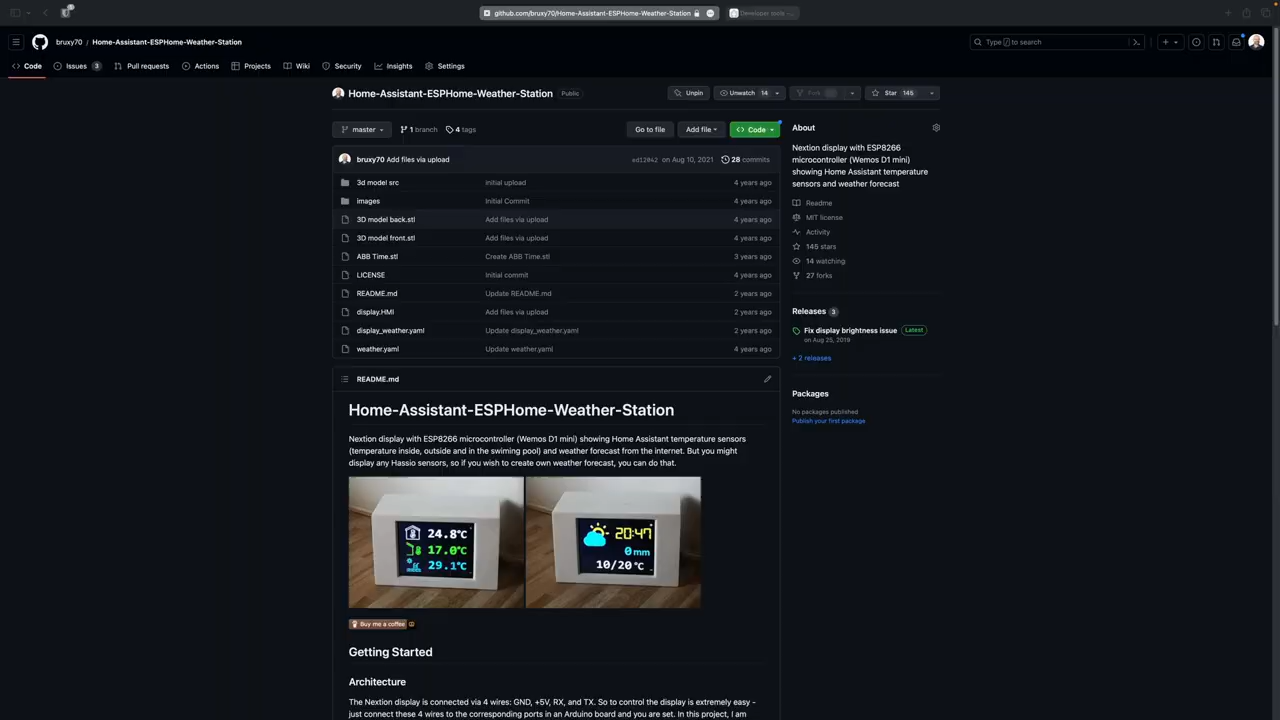 github.com/bruxy70/Home-Assistant-ESPHome-Weather-Station
Developer tools -
bruxy70 / Home-Assistant-ESPHome-Weather-Station
Type / to search
Code
Issues 3
Pull requests
Actions
Projects
Wiki
Security
Insights
Settings
Home-Assistant-ESPHome-Weather-Station Public
Unpin
Unwatch 14
Fork
Star 145
master
1 branch
4 tags
Go to file
Add file
Code
bruxy70 Add files via upload
ed12042 on Aug 10, 2021
28 commits
3d model src initial upload 4 years ago
images Initial Commit 4 years ago
3D model back.stl Add files via upload 4 years ago
3D model front.stl Add files via upload 4 years ago
ABB Time.stl Create ABB Time.stl 3 years ago
LICENSE Initial commit 4 years ago
README.md Update README.md 2 years ago
display.HMI Add files via upload 2 years ago
display_weather.yaml Update display_weather.yaml 2 years ago
weather.yaml Update weather.yaml 4 years ago
README.md
Home-Assistant-ESPHome-Weather-Station
Nextion display with ESP8266 microcontroller (Wemos D1 mini) showing Home Assistant temperature sensors
(temperature inside, outside and in the swiming pool) and weather forecast from the internet. But you might
display any Hassio sensors, so if you wish to create own weather forecast, you can do that.
24.8°C
17.0°C
29.1°C
20:47
0 mm
10/20 °C
Buy me a coffee
Getting Started
Architecture
The Nextion display is connected via 4 wires: GND, +5V, RX, and TX. So to control the display is extremely easy -
just connect these 4 wires to the corresponding ports in an Arduino board and you are set. In this project, I am
About
Nextion display with ESP8266
microcontroller (Wemos D1 mini)
showing Home Assistant temperature
sensors and weather forecast
Readme
MIT license
Activity
145 stars
14 watching
27 forks
Releases 3
Fix display brightness issue Latest
on Aug 25, 2019
+ 2 releases
Packages
No packages published
Publish your first package